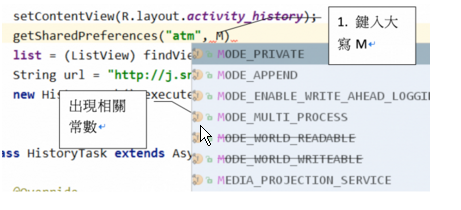 setContentView(R.layout.activity_history);
getSharedPreferences("atm", M)
list = (ListView) findVie
String url = "http://j.sn
new His
execute
ass HistoryTask extends Asy
@Override
1. 鍵入大
寫 M
出現相關
常數
MODE_PRIVATE
MODE_APPEND
MODE_ENABLE_WRITE_AHEAD_LOGGI
MODE_MULTI_PROCESS
MODE_WORLD_READABLE
MODE_WORLD_WRITEABLE
MEDIA_PROJECTION_SERVICE